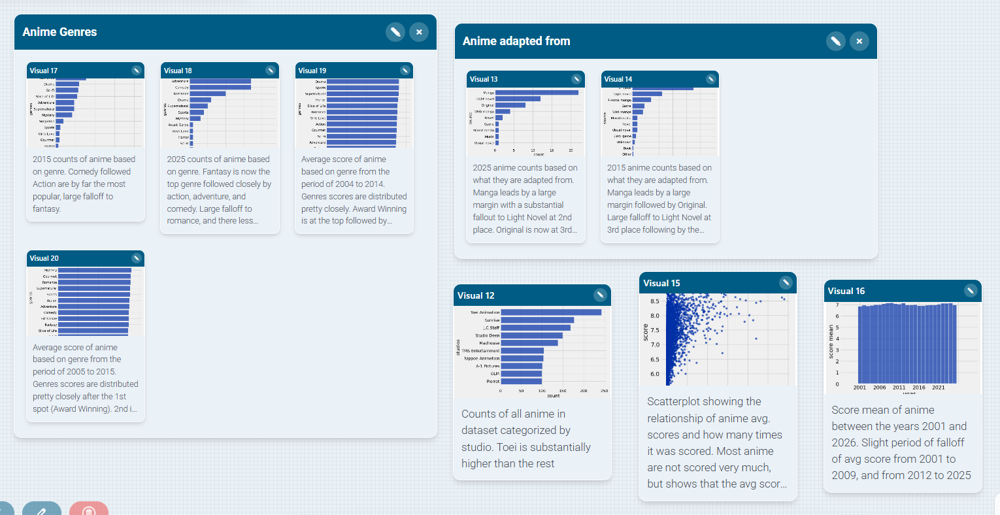 Anime Genres
Visual 17
Drama
Sci-Fi
Slice of Life
Adventure
Supernatural
Mystery
Suspense
Sports
Girls Love
Gourmet
Horror
genres
2015 counts of anime based
on genre. Comedy followed
Action are by far the most
popular, large falloff to
fantasy.
Visual 18
Adventure
Comedy
Romance
Drama
Supernatural
Sports
Mystery
Avant Garde
Boys Love
Horror
Sci-Fi
genres
2025 counts of anime based
on genre. Fantasy is now the
top genre followed closely by
action, adventure, and
comedy. Large falloff to
romance, and there less...
Visual 19
Drama
Sports
Supernatural
Horror
Slice of Life
Romance
Girls Love
Action
Gourmet
Sci-Fi
Adventure
genres
Average score of anime
based on genre from the
period of 2004 to 2014.
Genres scores are distributed
pretty closely. Award Winning
is at the top followed by...
Visual 20
Mystery
Gourmet
Romance
Supernatural
Sports
Action
Adventure
Comedy
Girls Love
Fantasy
Slice of Life
genres
Average score of anime
based on genre from the
period of 2005 to 2015.
Genres scores are distributed
pretty closely after the 1st
spot (Award Winning). 2nd i...
Anime adapted from
Visual 13
Manga
Light novel
Original
Web manga
Novel
Game
Mixed media
Music
Visual novel
source
0 5 10 15 20
count
2025 anime counts based on
what they are adapted from.
Manga leads by a large
margin with a substantial
fallout to Light Novel at 2nd
place. Original is now at 3rd...
Visual 14
Original
Light novel
4-koma manga
Game
Web manga
Mixed media
Novel
Visual novel
Card game
Unknown
Book
Other
source
2015 anime counts based on
what they are adapted from.
Manga leads by a large
margin followed by Original.
Large falloff to Light Novel at
3rd place following by the...
Visual 12
Toei Animation
Sunrise
J.C.Staff
Studio Deen
Madhouse
TMS Entertainment
Nippon Animation
A-1 Pictures
OLM
Pierrot
studios
0 50 100 150 200 250
count
Counts of all anime in
dataset categorized by
studio. Toei is substantially
higher than the rest
Visual 15
8.5
8.0
7.5
7.0
6.5
6.0
score
Scatterplot showing the
relationship of anime avg.
scores and how many times
it was scored. Most anime
are not scored very much,
but shows that the avg scor...
Visual 16
7
6
5
4
3
2
1
0
score mean
2001 2006 2011 2016 2021
year
Score mean of anime
between the years 2001 and
2026. Slight period of falloff
of avg score from 2001 to
2009, and from 2012 to 2025